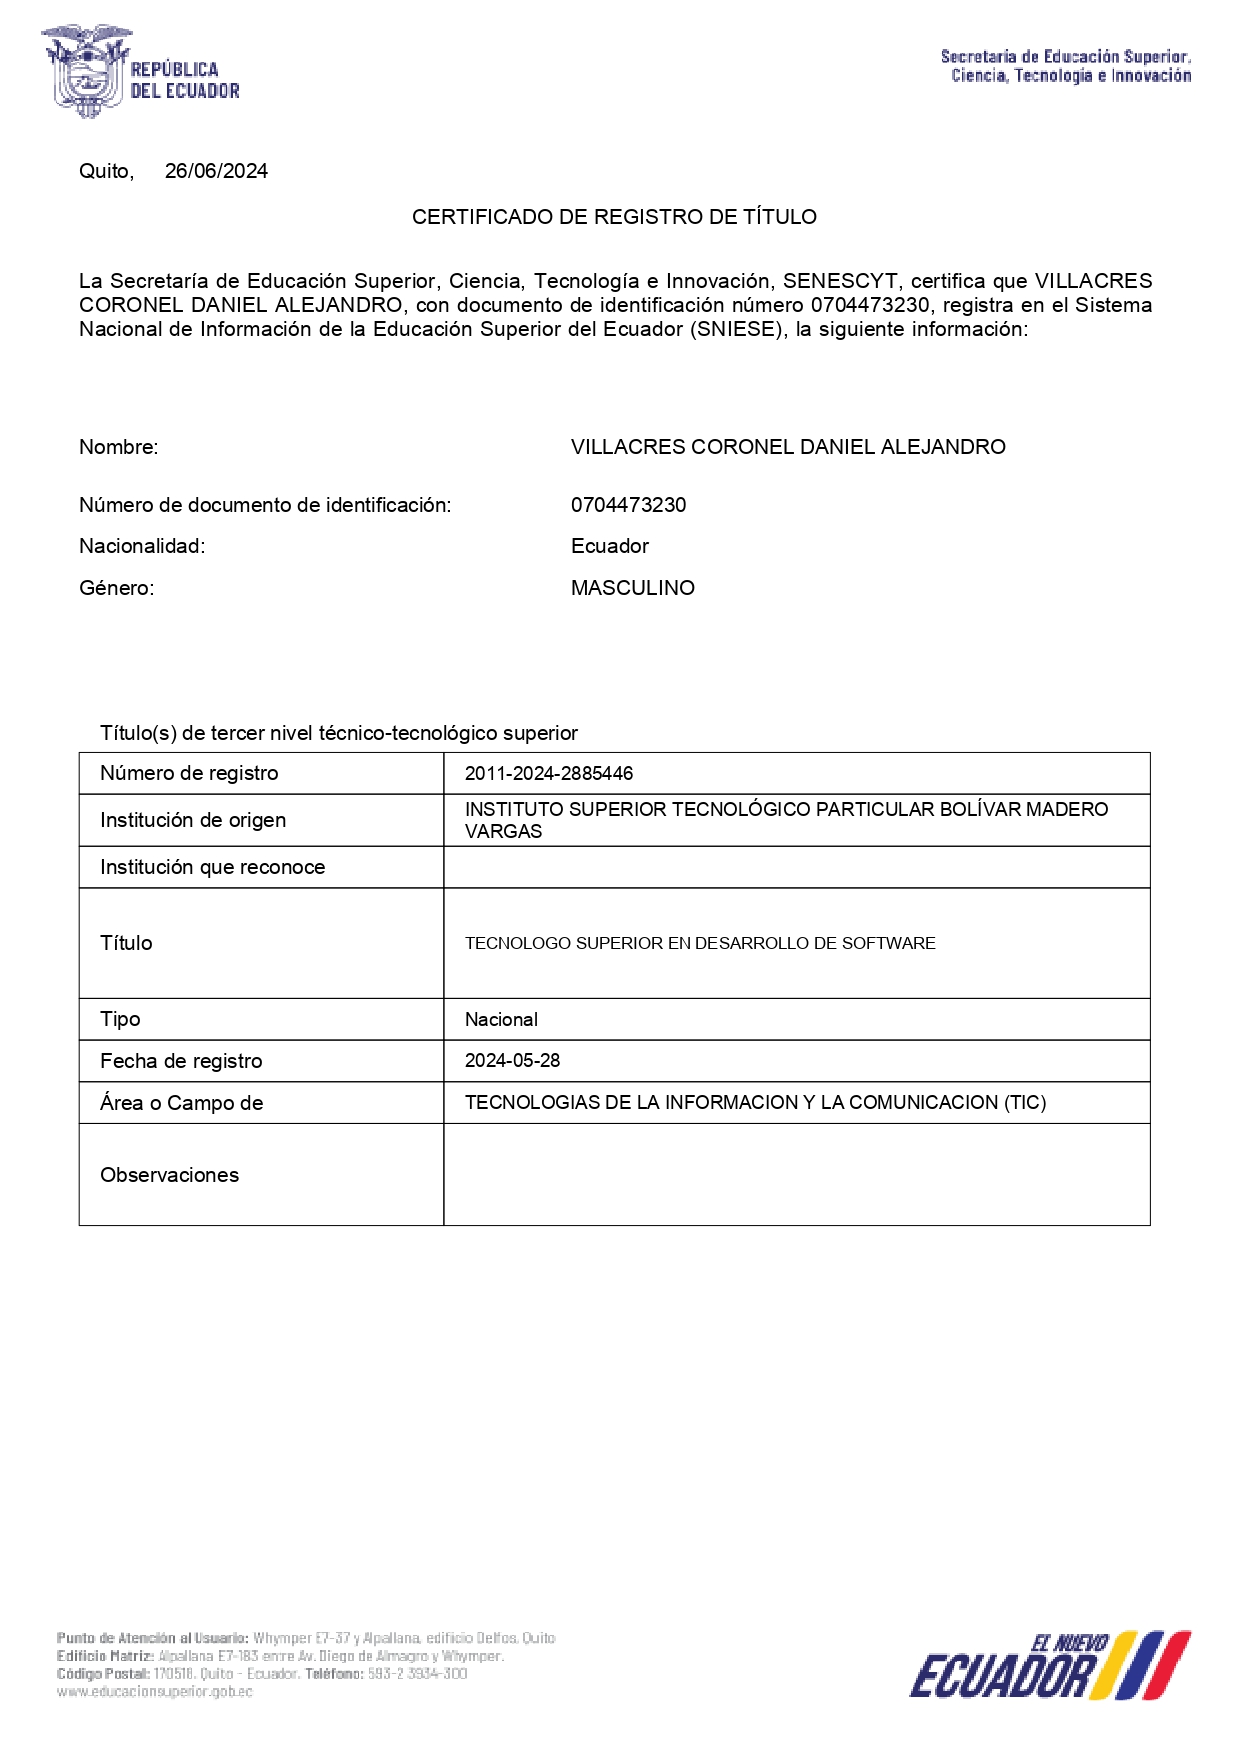 REPÚBLICA
DEL ECUADOR
Secretaría de Educación Superior,
Ciencia, Tecnología e Innovación
Quito, 26/06/2024
CERTIFICADO DE REGISTRO DE TÍTULO
La Secretaría de Educación Superior, Ciencia, Tecnología e Innovación, SENESCYT, certifica que VILLACRES
CORONEL DANIEL ALEJANDRO, con documento de identificación número 0704473230, registra en el Sistema
Nacional de Información de la Educación Superior del Ecuador (SNIESE), la siguiente información:
Nombre: VILLACRES CORONEL DANIEL ALEJANDRO
Número de documento de identificación: 0704473230
Nacionalidad: Ecuador
Género: MASCULINO
Título(s) de tercer nivel técnico-tecnológico superior
Número de registro 2011-2024-2885446
Institución de origen INSTITUTO SUPERIOR TECNOLÓGICO PARTICULAR BOLÍVAR MADERO
VARGAS
Institución que reconoce
Título TECNOLOGO SUPERIOR EN DESARROLLO DE SOFTWARE
Tipo Nacional
Fecha de registro 2024-05-28
Área o Campo de TECNOLOGIAS DE LA INFORMACION Y LA COMUNICACION (TIC)
Observaciones
Punto de Atención al Usuario: Whymper E7-37 y Alpallana, edificio Delfos, Quito
Edificio Matriz: Alpallana E7-183 entre Av. Diego de Almagro y Whymper.
Código Postal: 170518. Quito - Ecuador. Teléfono: 593-2 3934-300
www.educacionsuperior.gob.ec
EL NUEVO
ECUADOR